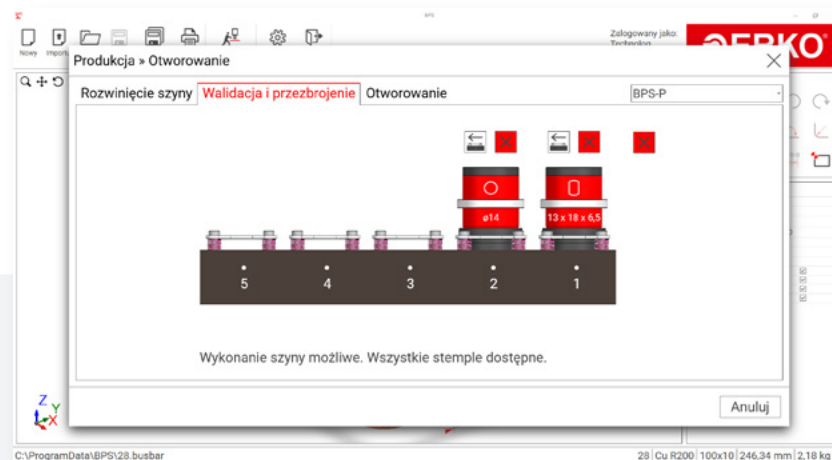 BPS
Zalogowany jako:
Technolog
ERKO
Nowy
Produkcja » Otworowanie
Rozwinięcie szyny Walidacja i przezbrojenie Otworowanie BPS-P
ø14 13 x 18 x 6,5
5 4 3 2 1
Wykonanie szyny możliwe. Wszystkie stemple dostępne.
Anuluj
Z
Y
X
C:\ProgramData\BPS\28.busbar 28 Cu R200 100x10 246,34 mm 2,18 kg